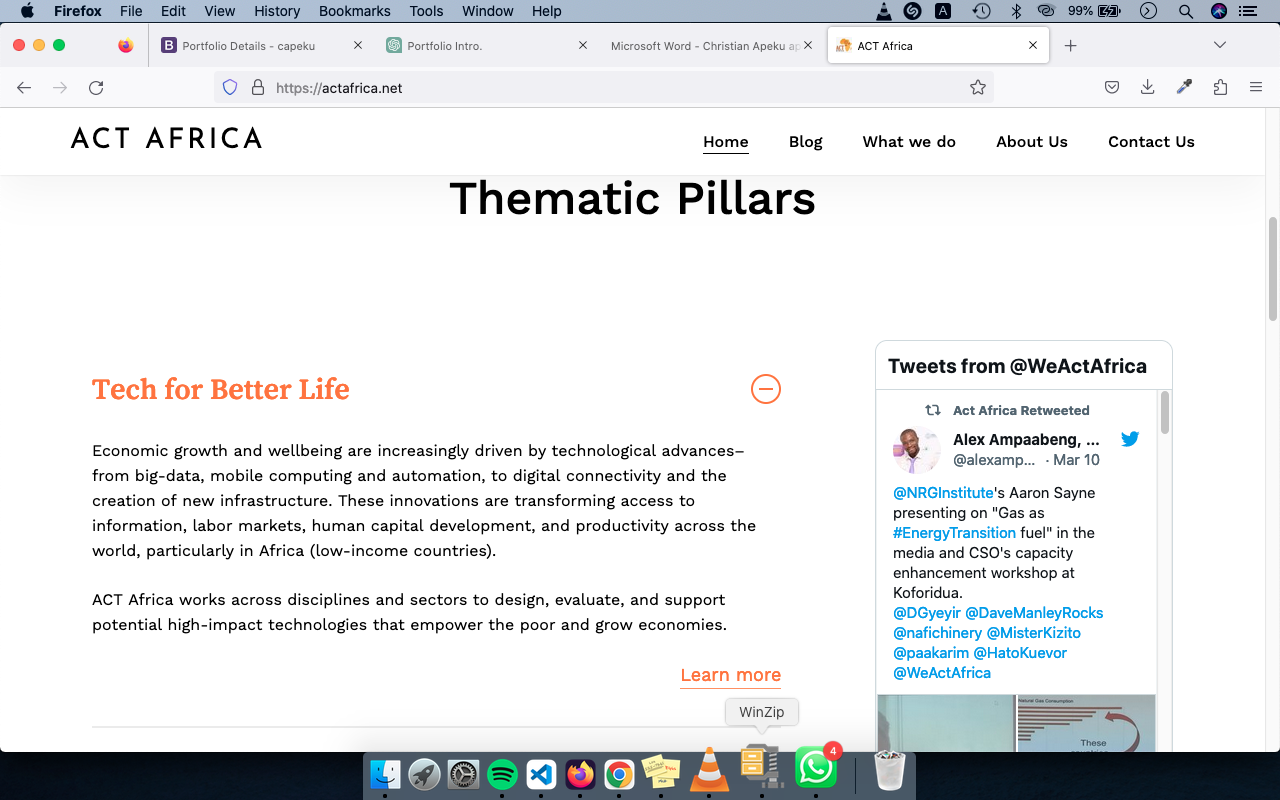 Firefox File Edit View History Bookmarks Tools Window Help
A
99%
Portfolio Details - capeku
Portfolio Intro.
Microsoft Word - Christian Apeku ap
ACT Africa
https://actafrica.net
ACT AFRICA
Home Blog What we do About Us Contact Us
Thematic Pillars
Tech for Better Life
Economic growth and wellbeing are increasingly driven by technological advances–
from big-data, mobile computing and automation, to digital connectivity and the
creation of new infrastructure. These innovations are transforming access to
information, labor markets, human capital development, and productivity across the
world, particularly in Africa (low-income countries).
ACT Africa works across disciplines and sectors to design, evaluate, and support
potential high-impact technologies that empower the poor and grow economies.
Learn more
Tweets from @WeActAfrica
Act Africa Retweeted
Alex Ampaabeng, ...
@alexamp... · Mar 10
@NRGInstitute's Aaron Sayne
presenting on "Gas as
#EnergyTransition fuel" in the
media and CSO's capacity
enhancement workshop at
Koforidua.
@DGyeyir @DaveManleyRocks
@nafichinery @MisterKizito
@paakarim @HatoKuevor
@WeActAfrica
Natural Gas Consumption
These
WinZip
4